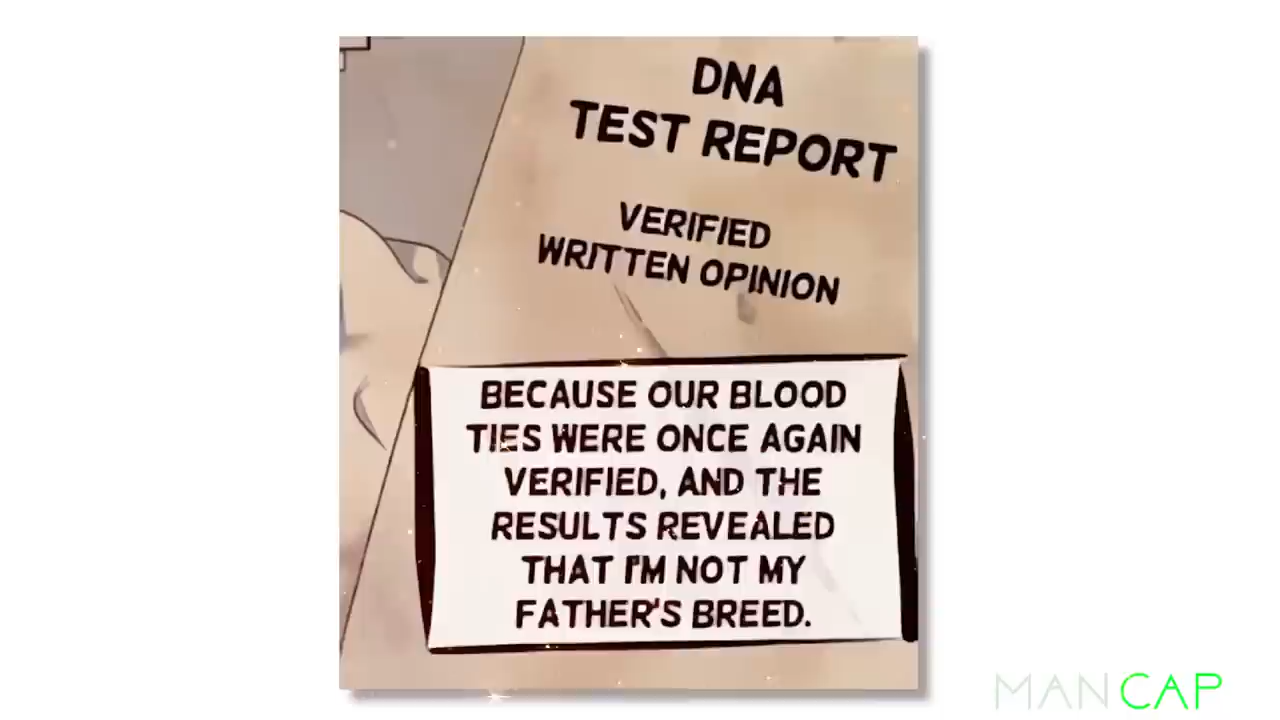 DNA
TEST REPORT
VERIFIED
WRITTEN OPINION
BECAUSE OUR BLOOD
TIES WERE ONCE AGAIN
VERIFIED, AND THE
RESULTS REVEALED
THAT I'M NOT MY
FATHER'S BREED.
MANCAP